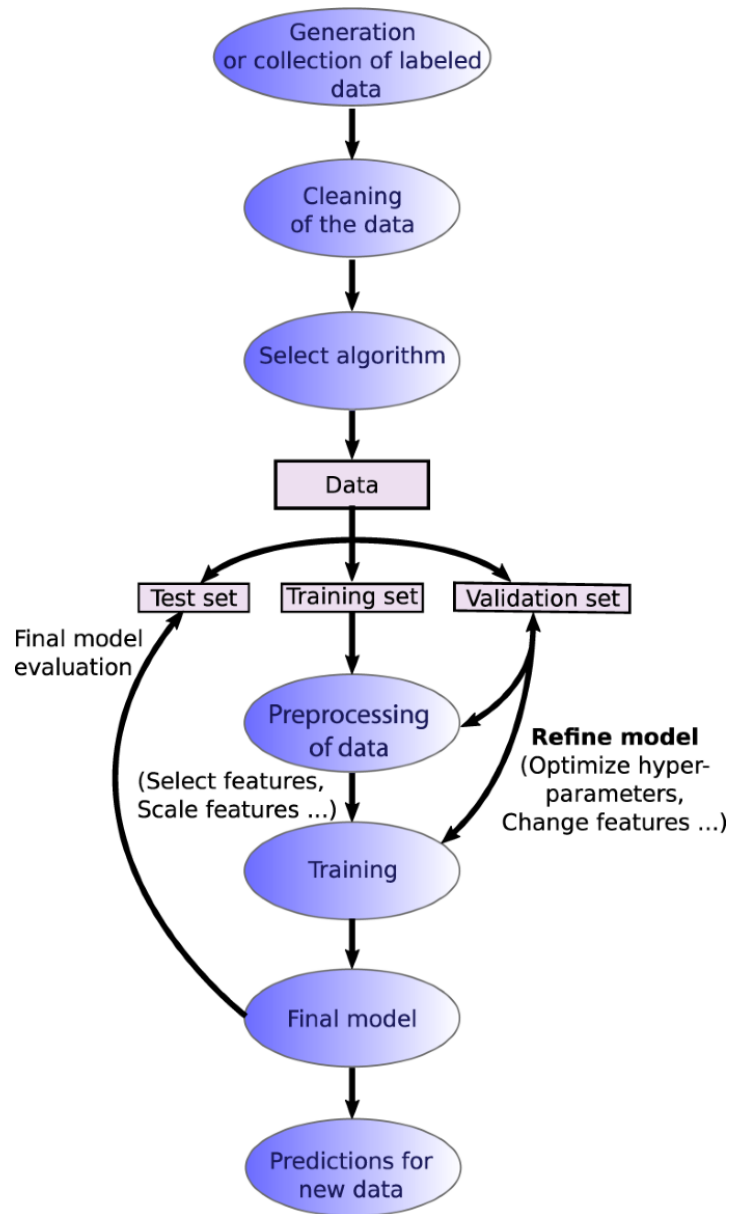 Generation
or collection of labeled
data
Cleaning
of the data
Select algorithm
Data
Test set
Training set
Validation set
Final model
evaluation
Preprocessing
of data
Refine model
(Optimize hyper-
parameters,
Change features ...)
(Select features,
Scale features ...)
Training
Final model
Predictions for
new data